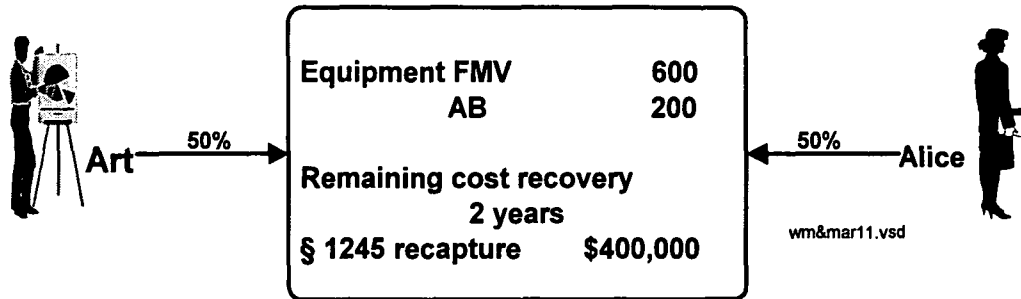 Equipment FMV 600
AB 200
50%
Art
50%
Alice
Remaining cost recovery
2 years
§ 1245 recapture $400,000
wm&mar11.vsd